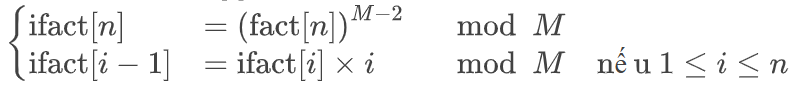 ifact[n] = (fact[n])^{M−2} mod M
ifact[i − 1] = ifact[i] × i mod M nếu 1 ≤ i ≤ n